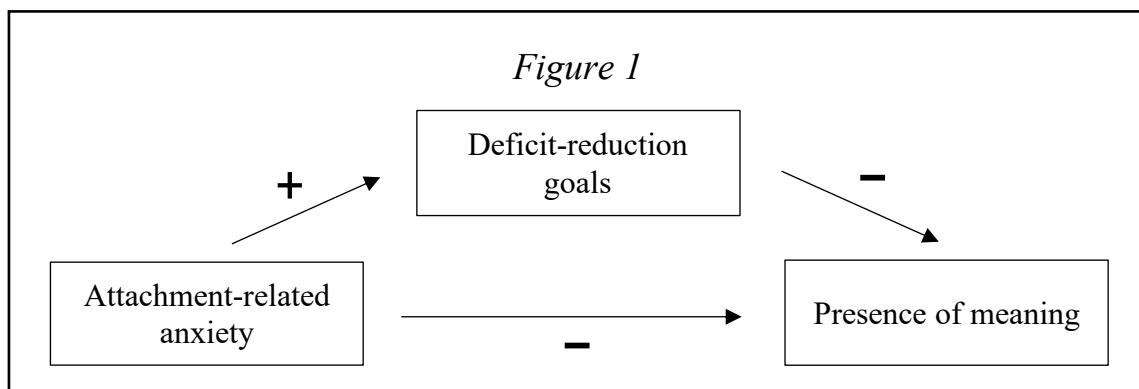 Figure 1
Deficit-reduction
goals
+
−
Attachment-related
anxiety
Presence of meaning
−